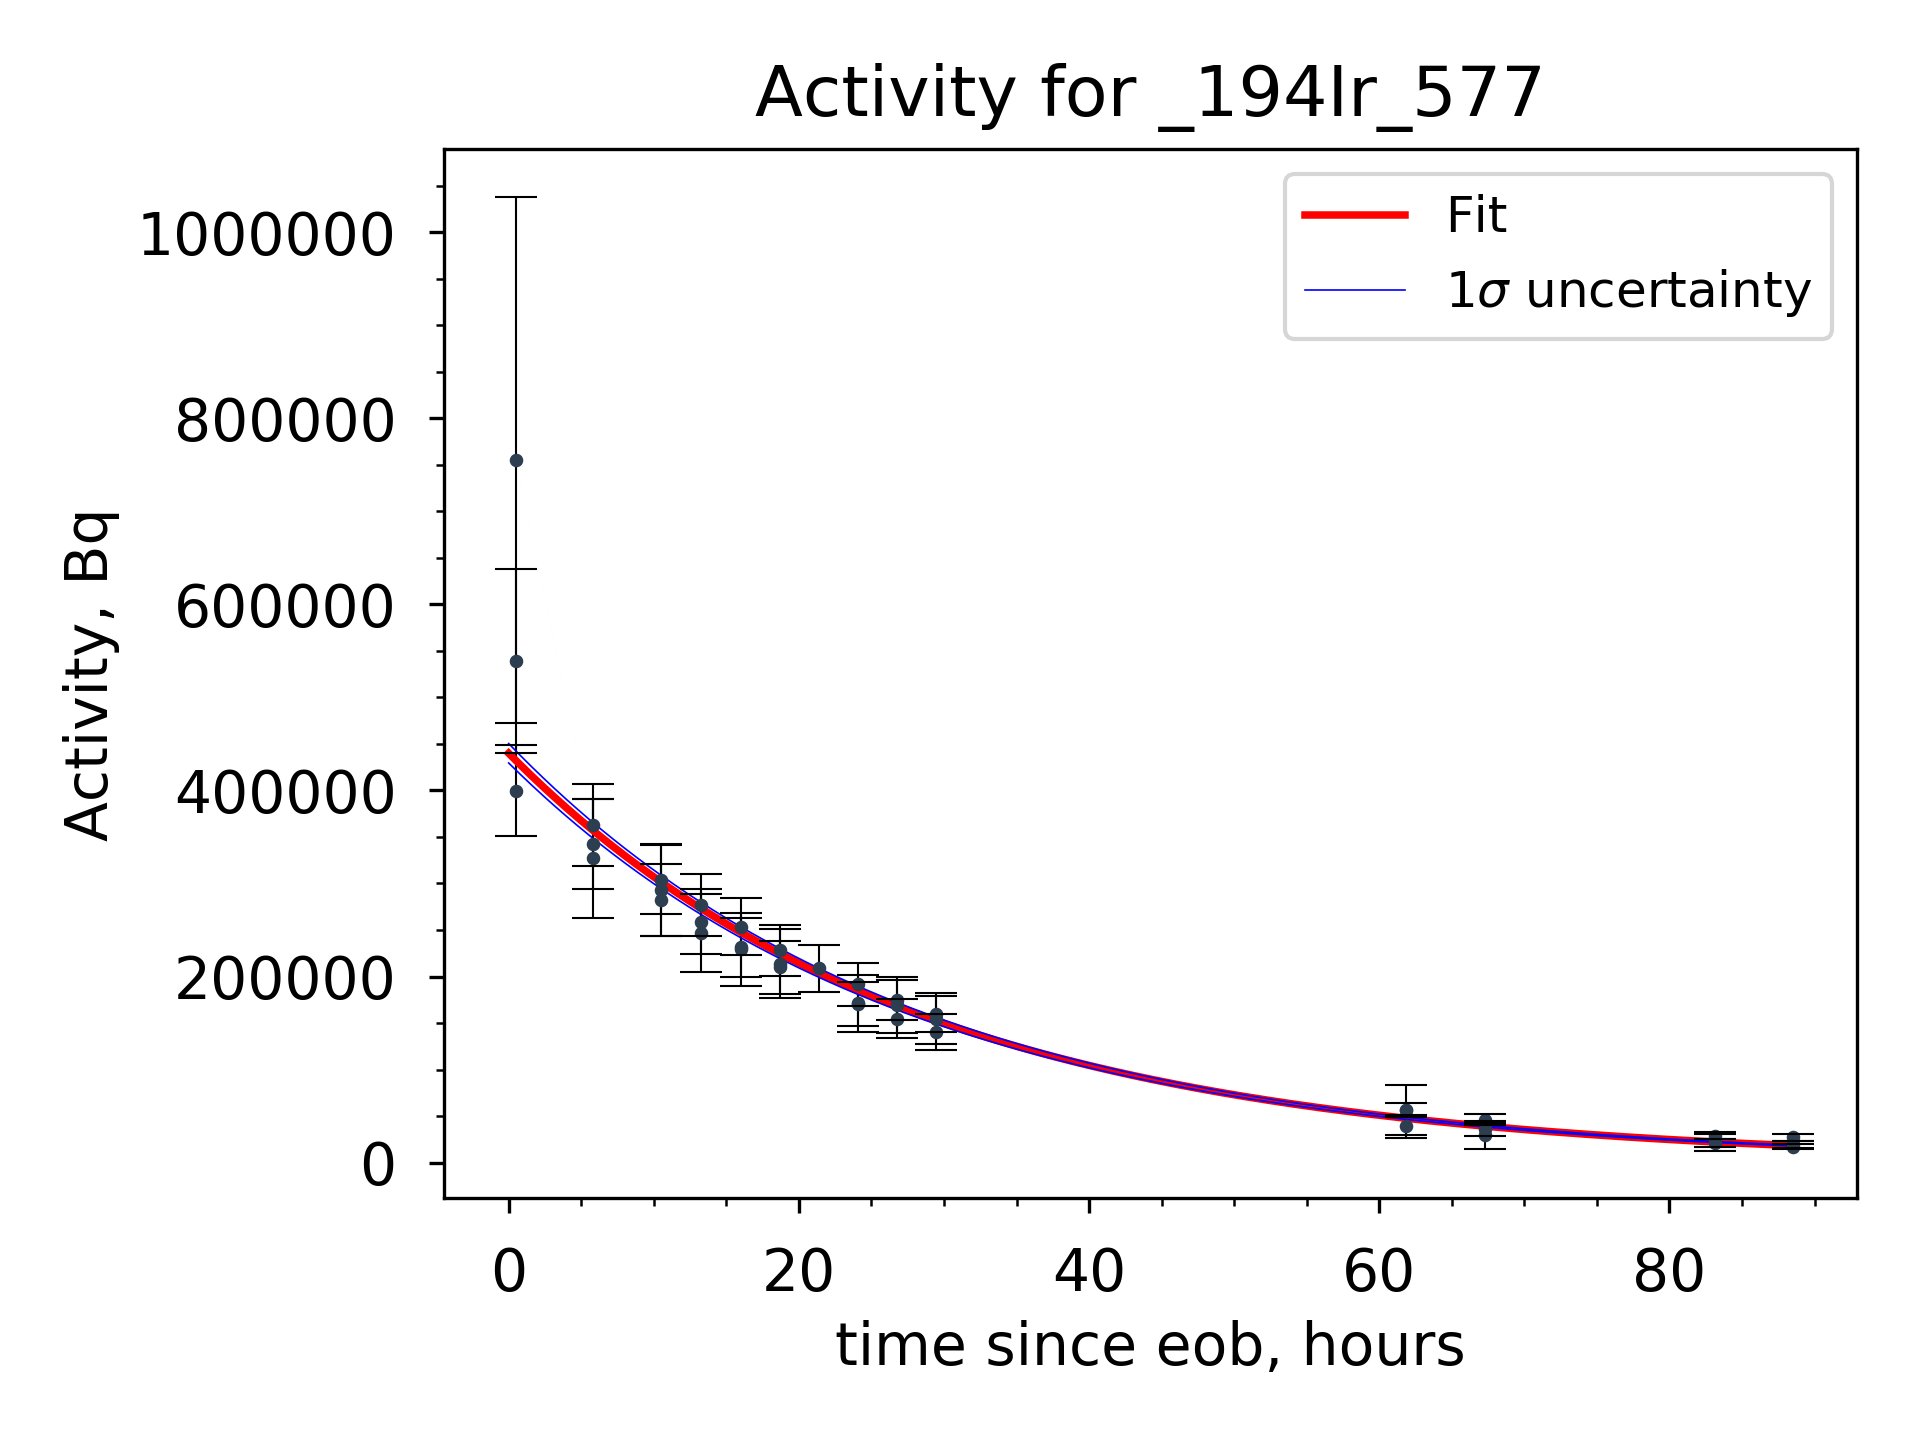 Activity for _194Ir_577
Fit
1σ uncertainty
1000000
800000
600000
400000
200000
0
Activity, Bq
0 20 40 60 80
time since eob, hours